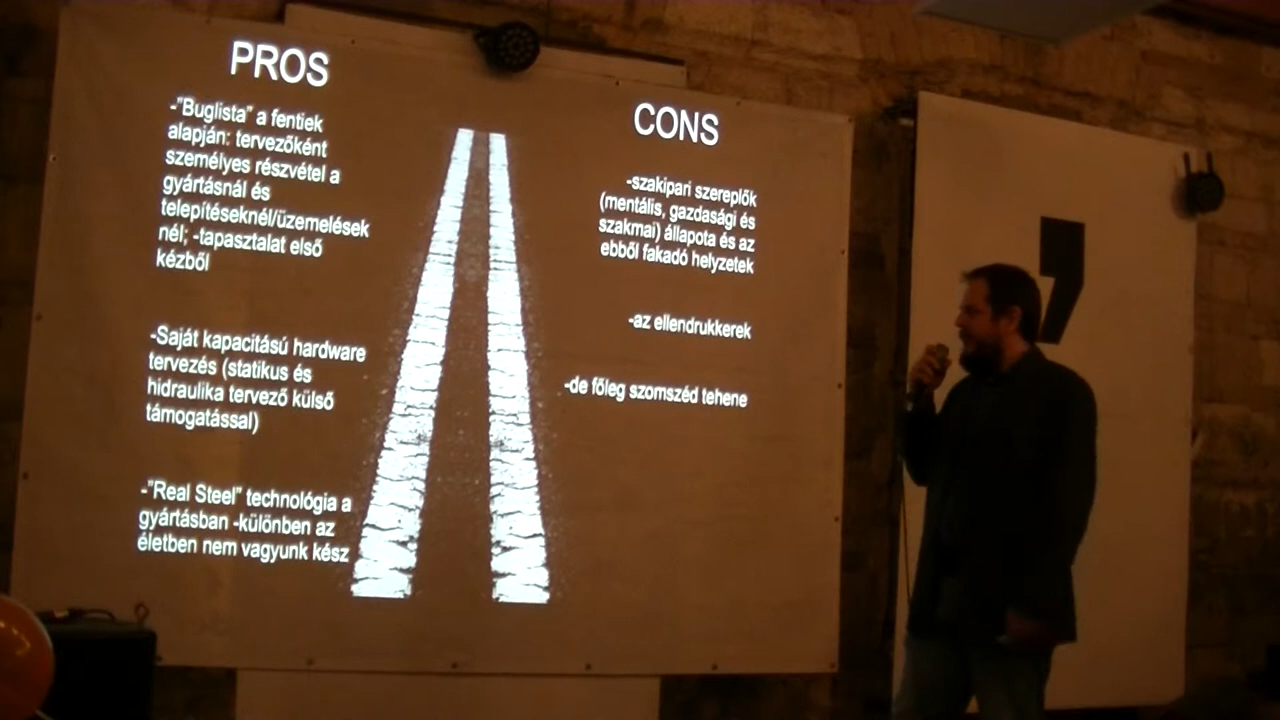 PROS
-"Buglista" a fentiek
alapján: tervezőként
személyes részvétel a
gyártásnál és
telepítéseknél/üzemelések
nél; -tapasztalat első
kézből
-Saját kapacitású hardware
tervezés (statikus és
hidraulika tervező külső
támogatással)
-"Real Steel" technológia a
gyártásban -különben az
életben nem vagyunk kész
CONS
-szakipari szereplők
(mentális, gazdasági és
szakmai) állapota és az
ebből fakadó helyzetek
-az ellendrukkerek
-de főleg szomszéd tehene